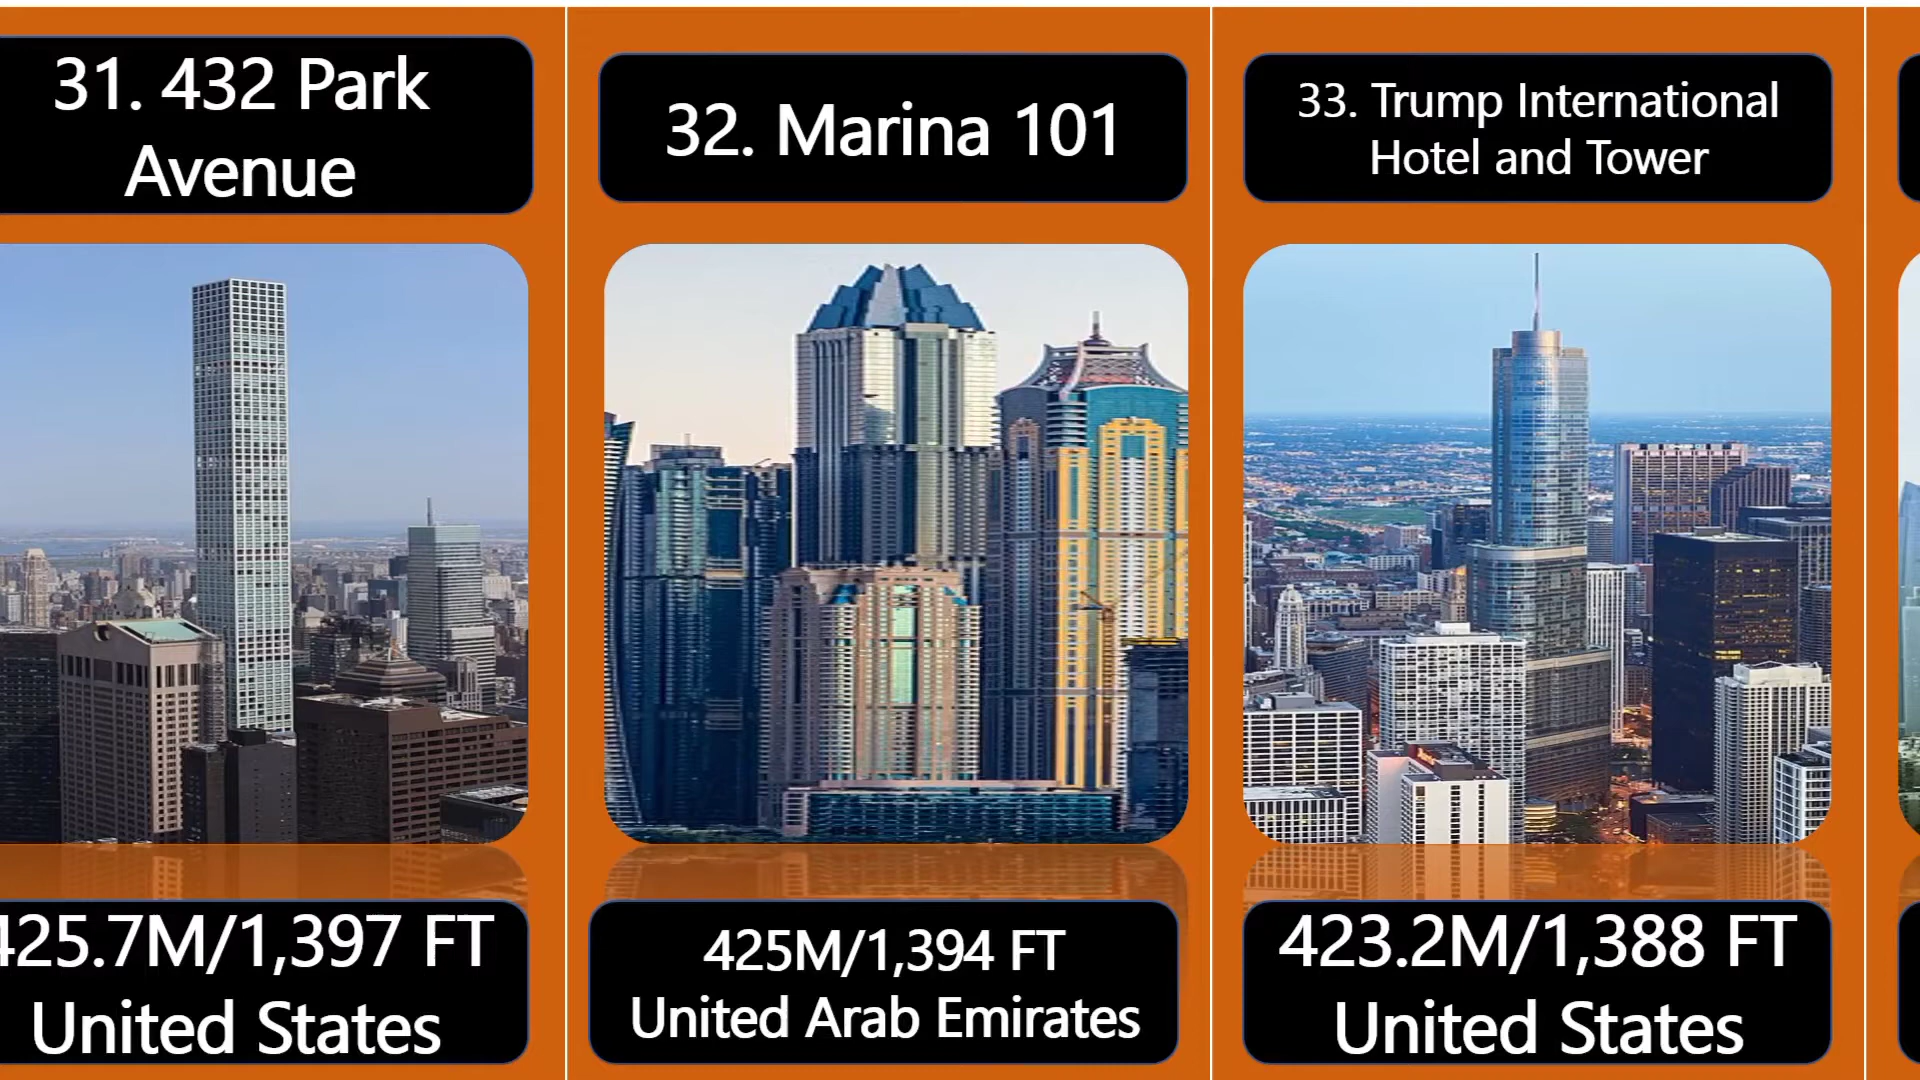 31. 432 Park
Avenue
32. Marina 101
33. Trump International
Hotel and Tower
425.7M/1,397 FT
United States
425M/1,394 FT
United Arab Emirates
423.2M/1,388 FT
United States